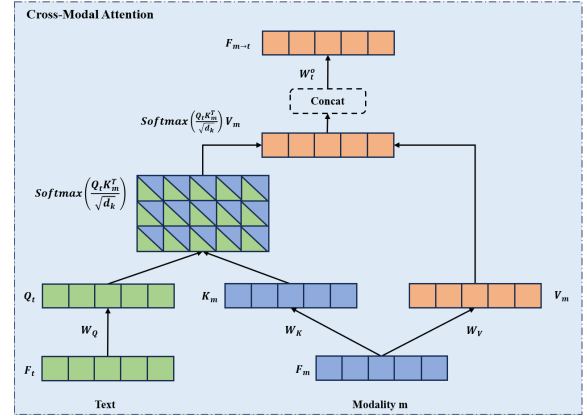 Cross-Modal Attention
F_{m→t}
W_t^o
Concat
Softmax(Q_t K_m^T / √d_k) V_m
Softmax(Q_t K_m^T / √d_k)
Q_t K_m V_m
W_Q W_K W_V
F_t F_m
Text Modality m